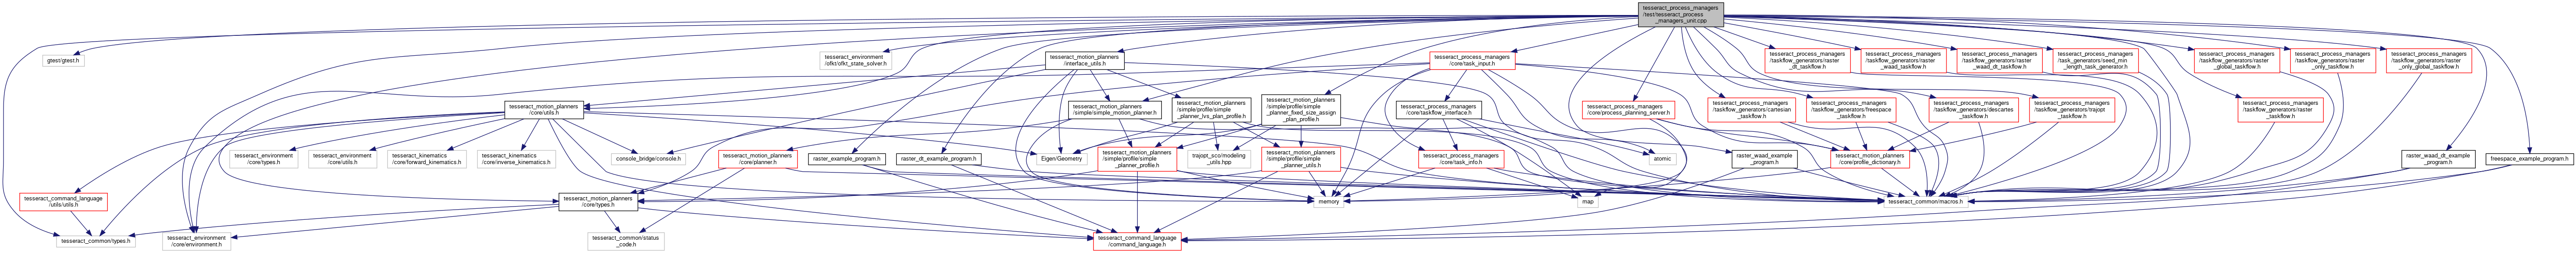 tesseract_process_managers
/test/tesseract_process
_managers_unit.cpp
gtest/gtest.h
tesseract_environment
/ofkt/ofkt_state_solver.h
tesseract_motion_planners
/interface_utils.h
tesseract_process_managers
/core/task_input.h
tesseract_process_managers
/taskflow_generators/raster
_dt_taskflow.h
tesseract_process_managers
/taskflow_generators/raster
_waad_taskflow.h
tesseract_process_managers
/taskflow_generators/raster
_waad_dt_taskflow.h
tesseract_process_managers
/task_generators/seed_min
_length_task_generator.h
tesseract_process_managers
/taskflow_generators/raster
_global_taskflow.h
tesseract_process_managers
/taskflow_generators/raster
_only_taskflow.h
tesseract_process_managers
/taskflow_generators/raster
_only_global_taskflow.h
tesseract_motion_planners
/core/utils.h
tesseract_motion_planners
/simple/simple_motion_planner.h
tesseract_motion_planners
/simple/profile/simple
_planner_lvs_plan_profile.h
tesseract_motion_planners
/simple/profile/simple
_planner_fixed_size_assign
_plan_profile.h
tesseract_process_managers
/core/taskflow_interface.h
tesseract_process_managers
/core/process_planning_server.h
tesseract_process_managers
/taskflow_generators/cartesian
_taskflow.h
tesseract_process_managers
/taskflow_generators/freespace
_taskflow.h
tesseract_process_managers
/taskflow_generators/descartes
_taskflow.h
tesseract_process_managers
/taskflow_generators/trajopt
_taskflow.h
tesseract_process_managers
/taskflow_generators/raster
_taskflow.h
tesseract_environment
/core/types.h
tesseract_environment
/core/utils.h
tesseract_kinematics
/core/forward_kinematics.h
tesseract_kinematics
/core/inverse_kinematics.h
console_bridge/console.h
tesseract_motion_planners
/core/planner.h
raster_example_program.h
raster_dt_example_program.h
Eigen/Geometry
tesseract_motion_planners
/simple/profile/simple
_planner_profile.h
trajopt_sco/modeling
_utils.hpp
tesseract_motion_planners
/simple/profile/simple
_planner_utils.h
tesseract_process_managers
/core/task_info.h
atomic
raster_waad_example
_program.h
tesseract_motion_planners
/core/profile_dictionary.h
raster_waad_dt_example
_program.h
freespace_example_program.h
tesseract_command_language
/utils/utils.h
tesseract_motion_planners
/core/types.h
memory
map
tesseract_common/macros.h
tesseract_common/types.h
tesseract_environment
/core/environment.h
tesseract_common/status
_code.h
tesseract_command_language
/command_language.h